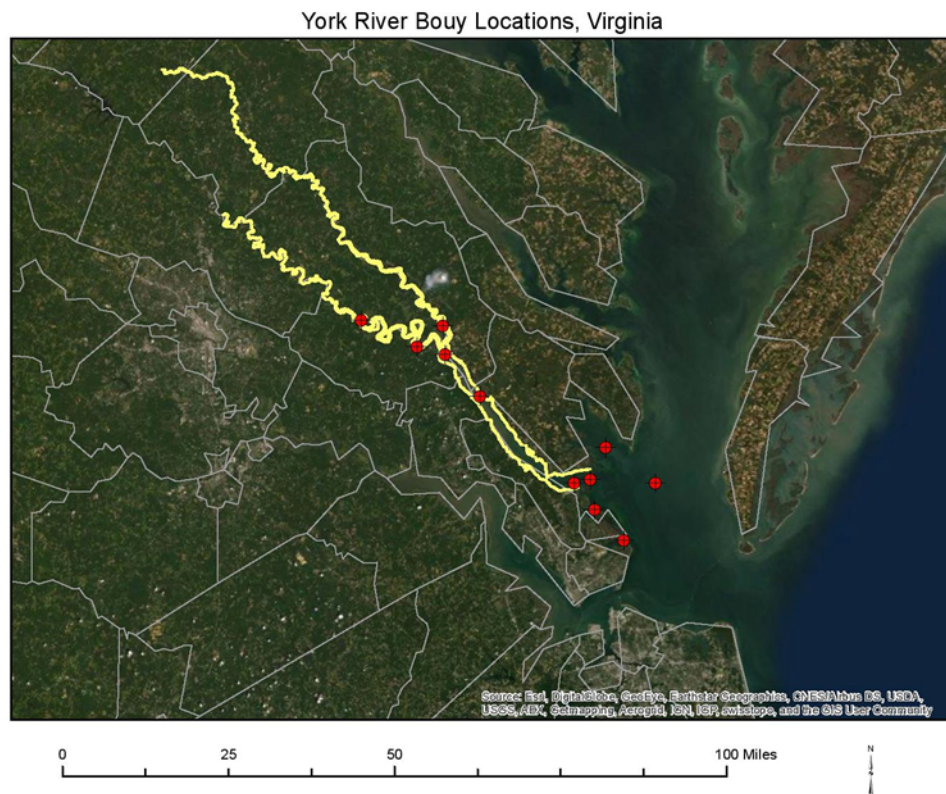 York River Bouy Locations, Virginia
Source: Esri, DigitalGlobe, GeoEye, Earthstar Geographics, CNES/Airbus DS, USDA,
USGS, AEX, Getmapping, Aerogrid, IGN, IGP, swisstopo, and the GIS User Community
0 25 50 100 Miles
N